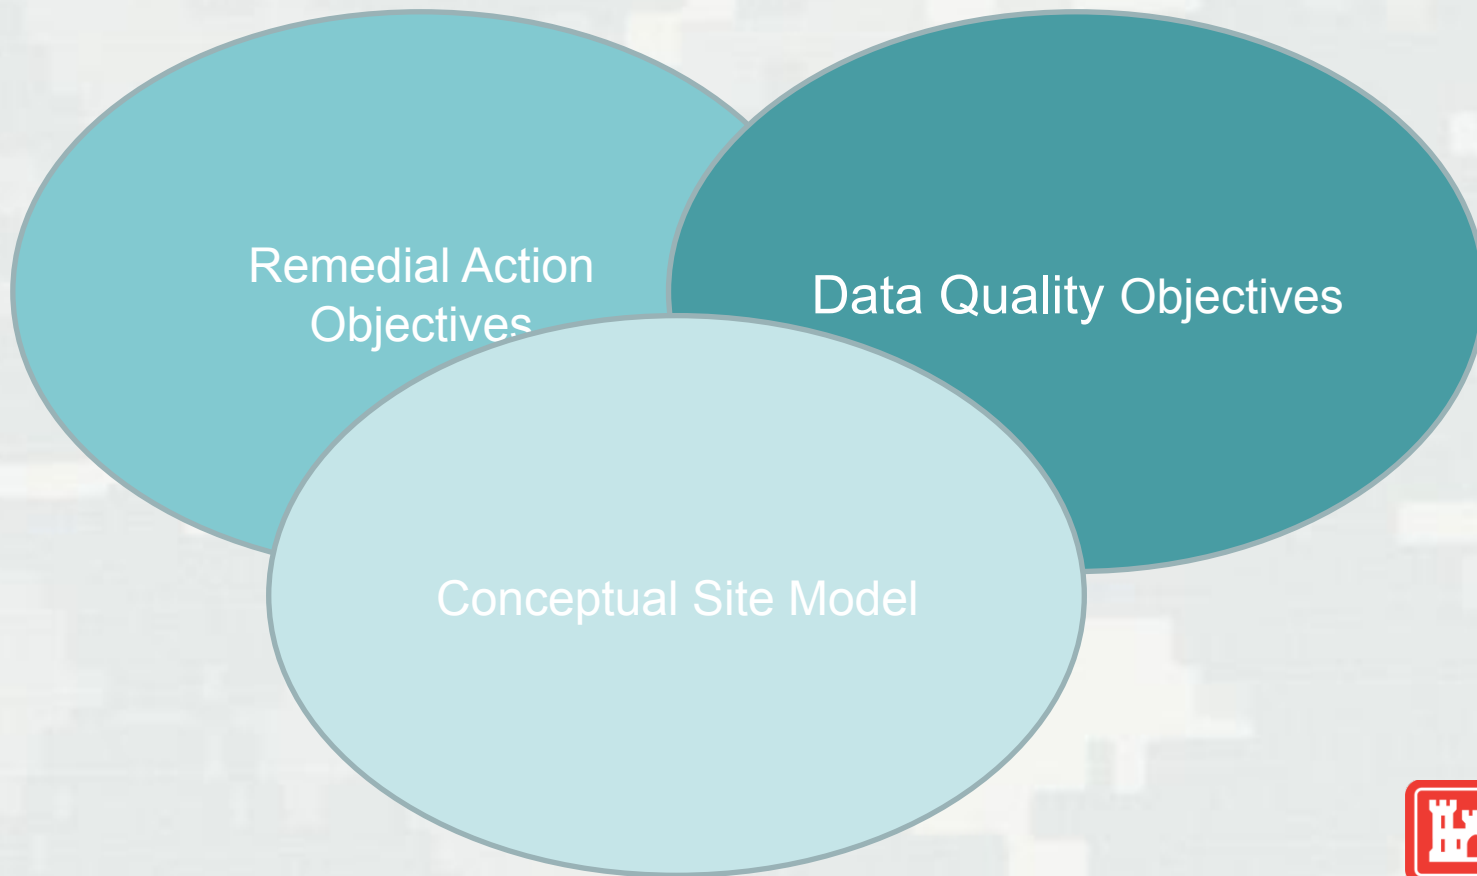 Remedial Action
Objectives
Data Quality Objectives
Conceptual Site Model